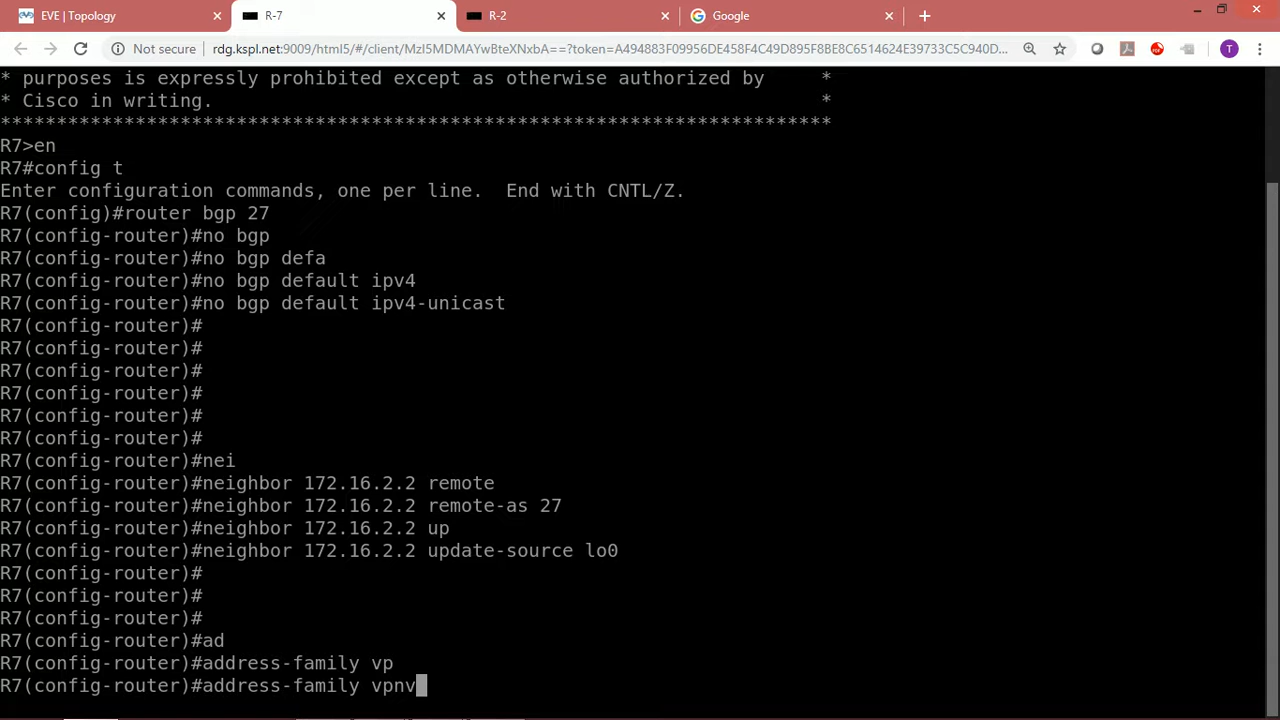 EVE | Topology
R-7
R-2
Google
Not secure
rdg.kspl.net:9009/html5/#/client/MzI5MDMAYwBteXNxbA==?token=A494883F09956DE458F4C49D895F8BE8C6514624E39733C5C940D...
T
* purposes is expressly prohibited except as otherwise authorized by *
* Cisco in writing. *
**************************************************************************
R7>en
R7#config t
Enter configuration commands, one per line. End with CNTL/Z.
R7(config)#router bgp 27
R7(config-router)#no bgp
R7(config-router)#no bgp defa
R7(config-router)#no bgp default ipv4
R7(config-router)#no bgp default ipv4-unicast
R7(config-router)#
R7(config-router)#
R7(config-router)#
R7(config-router)#
R7(config-router)#
R7(config-router)#
R7(config-router)#nei
R7(config-router)#neighbor 172.16.2.2 remote
R7(config-router)#neighbor 172.16.2.2 remote-as 27
R7(config-router)#neighbor 172.16.2.2 up
R7(config-router)#neighbor 172.16.2.2 update-source lo0
R7(config-router)#
R7(config-router)#
R7(config-router)#
R7(config-router)#ad
R7(config-router)#address-family vp
R7(config-router)#address-family vpnv